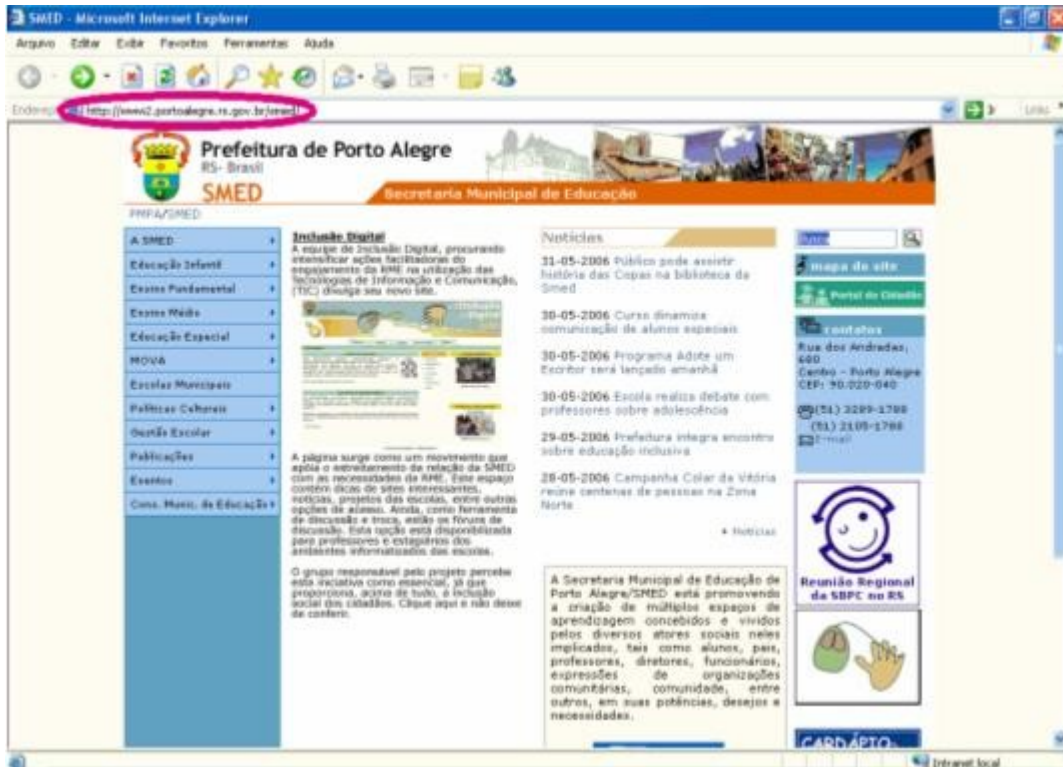 SMED - Microsoft Internet Explorer
Arquivo Editar Exibir Favoritos Ferramentas Ajuda
http://www2.portoalegre.rs.gov.br/smed/
Links
Prefeitura de Porto Alegre
RS- Brasil
SMED
Secretaria Municipal de Educação
PMPA/SMED
A SMED
Educação Infantil
Ensino Fundamental
Ensino Médio
Educação Especial
MOVA
Escolas Municipais
Políticas Culturais
Gestão Escolar
Publicações
Eventos
Cons. Munic. de Educação
Inclusão Digital
A equipe de Inclusão Digital, procurando
intensificar ações facilitadoras do
engajamento da RME na utilização das
Tecnologias de Informação e Comunicação,
(TIC) divulga seu novo site.
A página surge como um movimento que
apóia o estreitamento da relação da SMED
com as necessidades da RME. Este espaço
contém dicas de sites interessantes,
notícias, projetos das escolas, entre outras
opções de acesso. Ainda, como ferramenta
de discussão e troca, estão os fóruns de
discussão. Esta opção está disponibilizada
para professores e estagiários dos
ambientes informatizados das escolas.
O grupo responsável pelo projeto percebe
esta iniciativa como essencial, já que
proporciona, acima de tudo, a inclusão
social dos cidadãos. Clique aqui e não deixe
de conferir.
Notícias
31-05-2006 Público pode assistir
história das Copas na biblioteca da
Smed
30-05-2006 Curso dinamiza
comunicação de alunos especiais
30-05-2006 Programa Adote um
Escritor será lançado amanhã
30-05-2006 Escola realiza debate com
professores sobre adolescência
29-05-2006 Prefeitura integra encontro
sobre educação inclusiva
28-05-2006 Campanha Colar da Vitória
reúne centenas de pessoas na Zona
Norte
+ Notícias
A Secretaria Municipal de Educação de
Porto Alegre/SMED está promovendo
a criação de múltiplos espaços de
aprendizagem concebidos e vividos
pelos diversos atores sociais neles
implicados, tais como alunos, pais,
professores, diretores, funcionários,
expressões de organizações
comunitárias, comunidade, entre
outros, em suas potências, desejos e
necessidades.
mapa do site
Portal do Cidadão
contatos
Rua dos Andradas,
680
Centro - Porto Alegre
CEP: 90.020-040
(51) 3289-1788
(51) 2105-1788
E-mail
Reunião Regional
da SBPC no RS
CARDÁPIO
Intranet local